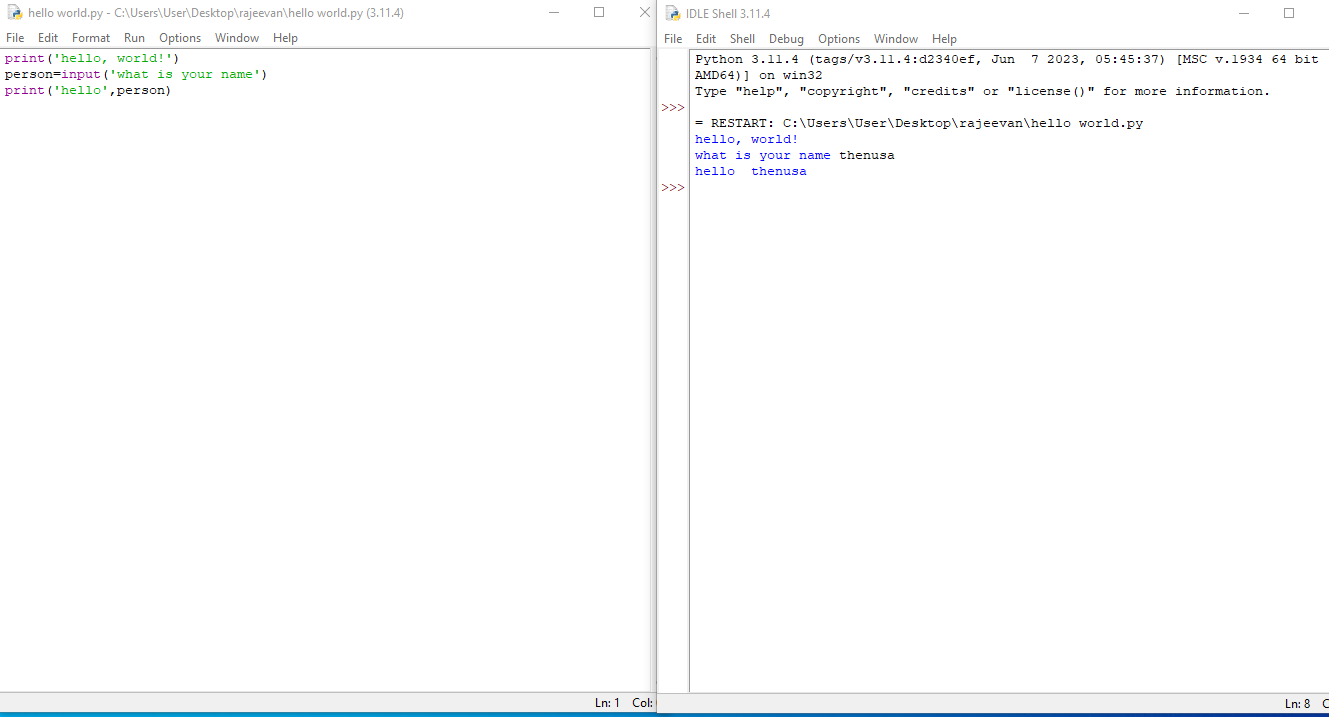 hello world.py - C:\Users\User\Desktop\rajeevan\hello world.py (3.11.4)
File Edit Format Run Options Window Help
print('hello, world!')
person=input('what is your name')
print('hello',person)
Ln: 1 Col:
IDLE Shell 3.11.4
File Edit Shell Debug Options Window Help
Python 3.11.4 (tags/v3.11.4:d2340ef, Jun  7 2023, 05:45:37) [MSC v.1934 64 bit
AMD64)] on win32
Type "help", "copyright", "credits" or "license()" for more information.
>>>
= RESTART: C:\Users\User\Desktop\rajeevan\hello world.py
hello, world!
what is your name thenusa
hello  thenusa
>>>
Ln: 8